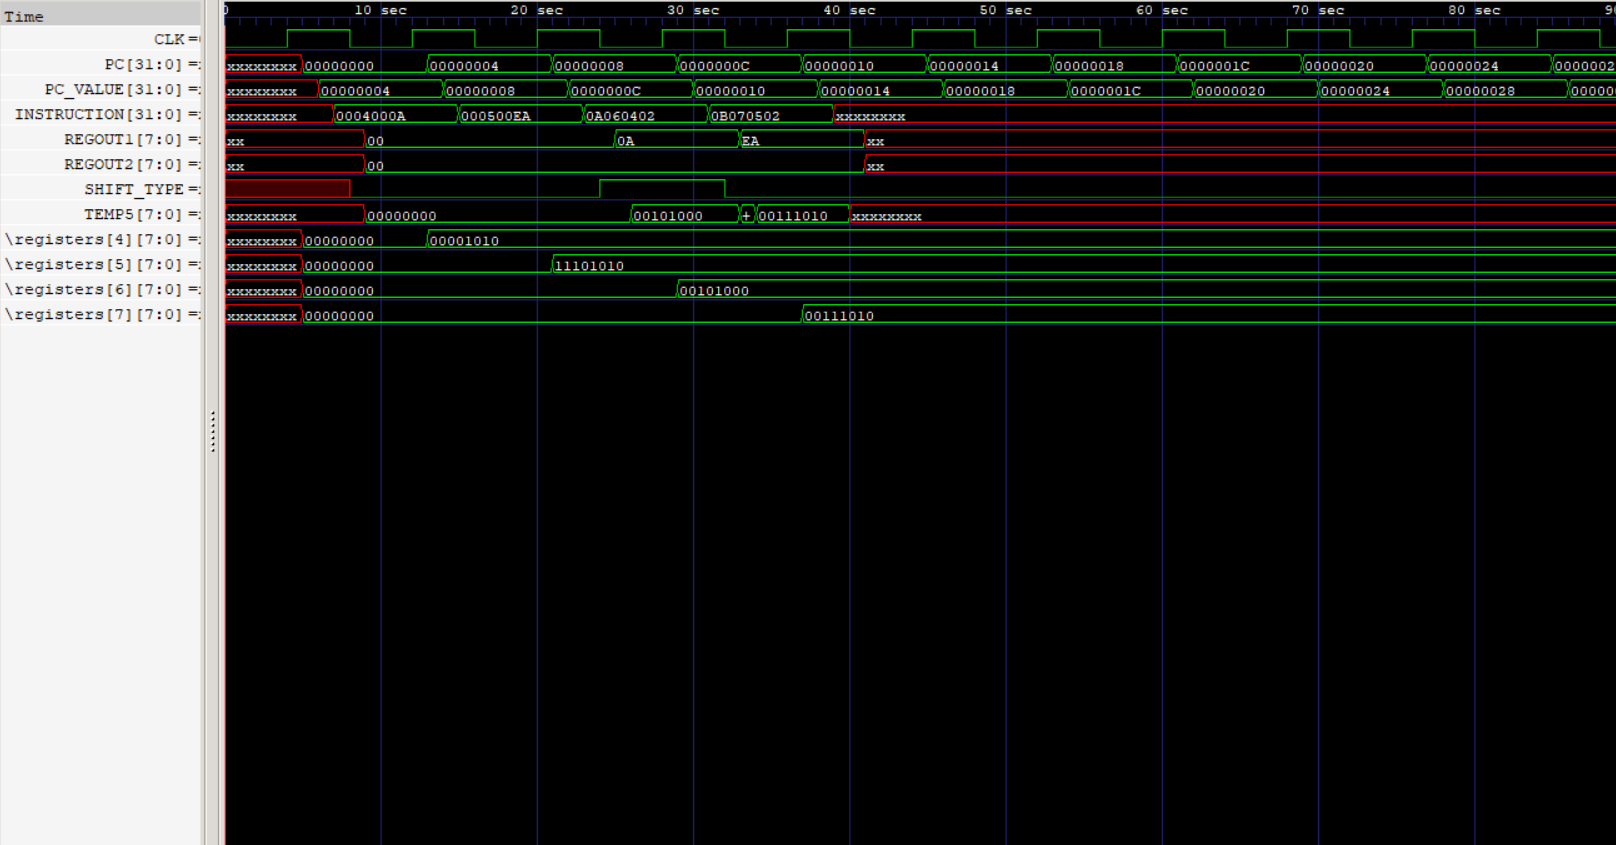 Time
0 10 sec 20 sec 30 sec 40 sec 50 sec 60 sec 70 sec 80 sec 90
CLK =
PC[31:0] = xxxxxxxx 00000000 00000004 00000008 0000000C 00000010 00000014 00000018 0000001C 00000020 00000024 0000002
PC_VALUE[31:0] = xxxxxxxx 00000004 00000008 0000000C 00000010 00000014 00000018 0000001C 00000020 00000024 00000028 00000
INSTRUCTION[31:0] = xxxxxxxx 0004000A 000500EA 0A060402 0B070502 xxxxxxxx
REGOUT1[7:0] = xx 00 0A EA xx
REGOUT2[7:0] = xx 00 xx
SHIFT_TYPE =
TEMP5[7:0] = xxxxxxxx 00000000 00101000 + 00111010 xxxxxxxx
\registers[4][7:0] = xxxxxxxx 00000000 00001010
\registers[5][7:0] = xxxxxxxx 00000000 11101010
\registers[6][7:0] = xxxxxxxx 00000000 00101000
\registers[7][7:0] = xxxxxxxx 00000000 00111010